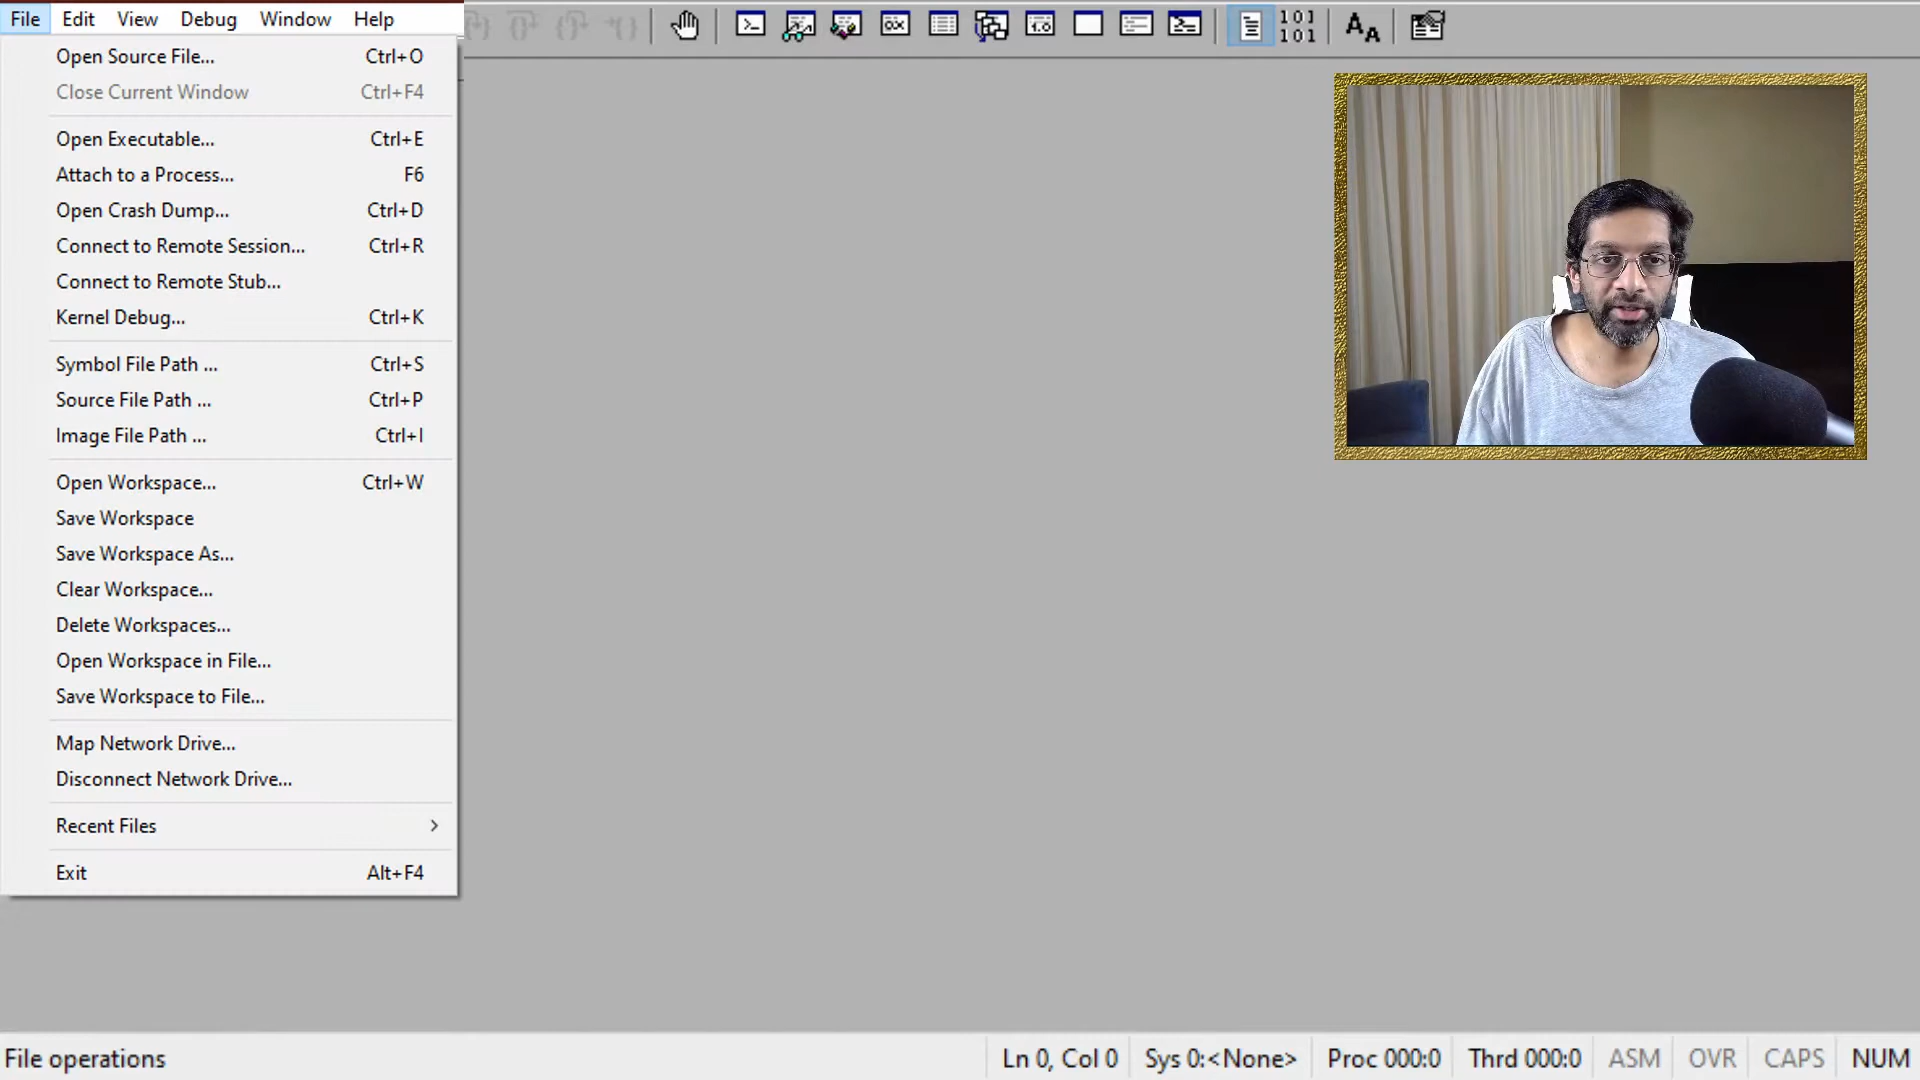 File Edit View Debug Window Help
Open Source File... Ctrl+O
Close Current Window Ctrl+F4
Open Executable... Ctrl+E
Attach to a Process... F6
Open Crash Dump... Ctrl+D
Connect to Remote Session... Ctrl+R
Connect to Remote Stub...
Kernel Debug... Ctrl+K
Symbol File Path ... Ctrl+S
Source File Path ... Ctrl+P
Image File Path ... Ctrl+I
Open Workspace... Ctrl+W
Save Workspace
Save Workspace As...
Clear Workspace...
Delete Workspaces...
Open Workspace in File...
Save Workspace to File...
Map Network Drive...
Disconnect Network Drive...
Recent Files
Exit Alt+F4
101
101
AA
File operations
Ln 0, Col 0 Sys 0:<None> Proc 000:0 Thrd 000:0 ASM OVR CAPS NUM